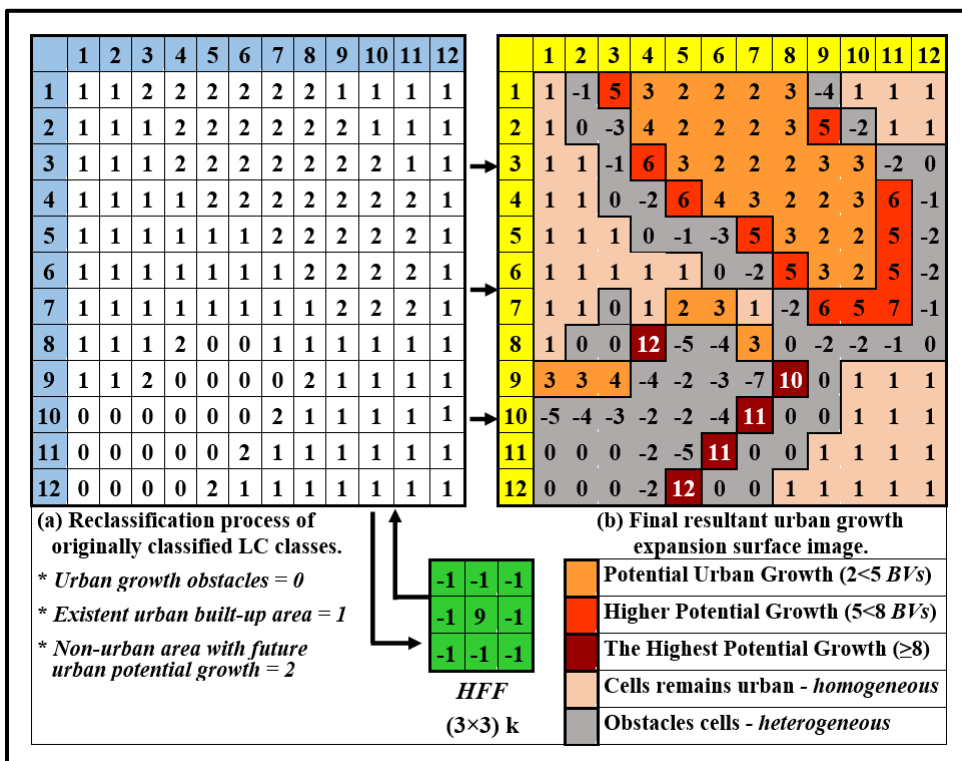 1 2 3 4 5 6 7 8 9 10 11 12
1 1 1 2 2 2 2 2 2 1 1 1 1
2 1 1 1 2 2 2 2 2 2 1 1 1
3 1 1 1 2 2 2 2 2 2 2 1 1
4 1 1 1 1 2 2 2 2 2 2 2 1
5 1 1 1 1 1 1 2 2 2 2 2 1
6 1 1 1 1 1 1 1 2 2 2 2 1
7 1 1 1 1 1 1 1 1 2 2 2 1
8 1 1 1 2 0 0 1 1 1 1 1 1
9 1 1 2 0 0 0 0 2 1 1 1 1
10 0 0 0 0 0 0 2 1 1 1 1 1
11 0 0 0 0 0 2 1 1 1 1 1 1
12 0 0 0 0 2 1 1 1 1 1 1 1
(a) Reclassification process of
originally classified LC classes.
* Urban growth obstacles = 0
* Existent urban built-up area = 1
* Non-urban area with future
urban potential growth = 2
-1 -1 -1
-1 9 -1
-1 -1 -1
HFF
(3×3) k
1 2 3 4 5 6 7 8 9 10 11 12
1 1 -1 5 3 2 2 2 3 -4 1 1 1
2 1 0 -3 4 2 2 2 3 5 -2 1 1
3 1 1 -1 6 3 2 2 2 3 3 -2 0
4 1 1 0 -2 6 4 3 2 2 3 6 -1
5 1 1 1 0 -1 -3 5 3 2 2 5 -2
6 1 1 1 1 1 0 -2 5 3 2 5 -2
7 1 1 0 1 2 3 1 -2 6 5 7 -1
8 1 0 0 12 -5 -4 3 0 -2 -2 -1 0
9 3 3 4 -4 -2 -3 -7 10 0 1 1 1
10 -5 -4 -3 -2 -2 -4 11 0 0 1 1 1
11 0 0 0 -2 -5 11 0 0 1 1 1 1
12 0 0 0 -2 12 0 0 1 1 1 1 1
(b) Final resultant urban growth
expansion surface image.
Potential Urban Growth (2<5 BVs)
Higher Potential Growth (5<8 BVs)
The Highest Potential Growth (≥8)
Cells remains urban - homogeneous
Obstacles cells - heterogeneous